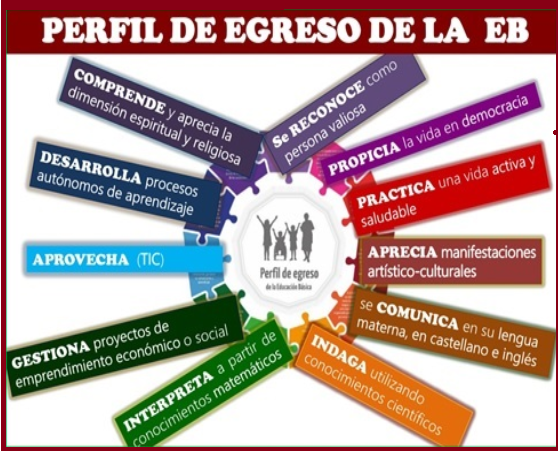 PERFIL DE EGRESO DE LA EB
COMPRENDE y aprecia la
dimensión espiritual y religiosa
Se RECONOCE como
persona valiosa
PROPICIA la vida en democracia
DESARROLLA procesos
autónomos de aprendizaje
PRACTICA una vida activa y
saludable
APROVECHA (TIC)
Perfil de egreso
de la Educación Básica
APRECIA manifestaciones
artístico-culturales
GESTIONA proyectos de
emprendimiento económico o social
se COMUNICA en su lengua
materna, en castellano e inglés
INTERPRETA a partir de
conocimientos matemáticos
INDAGA utilizando
conocimientos científicos